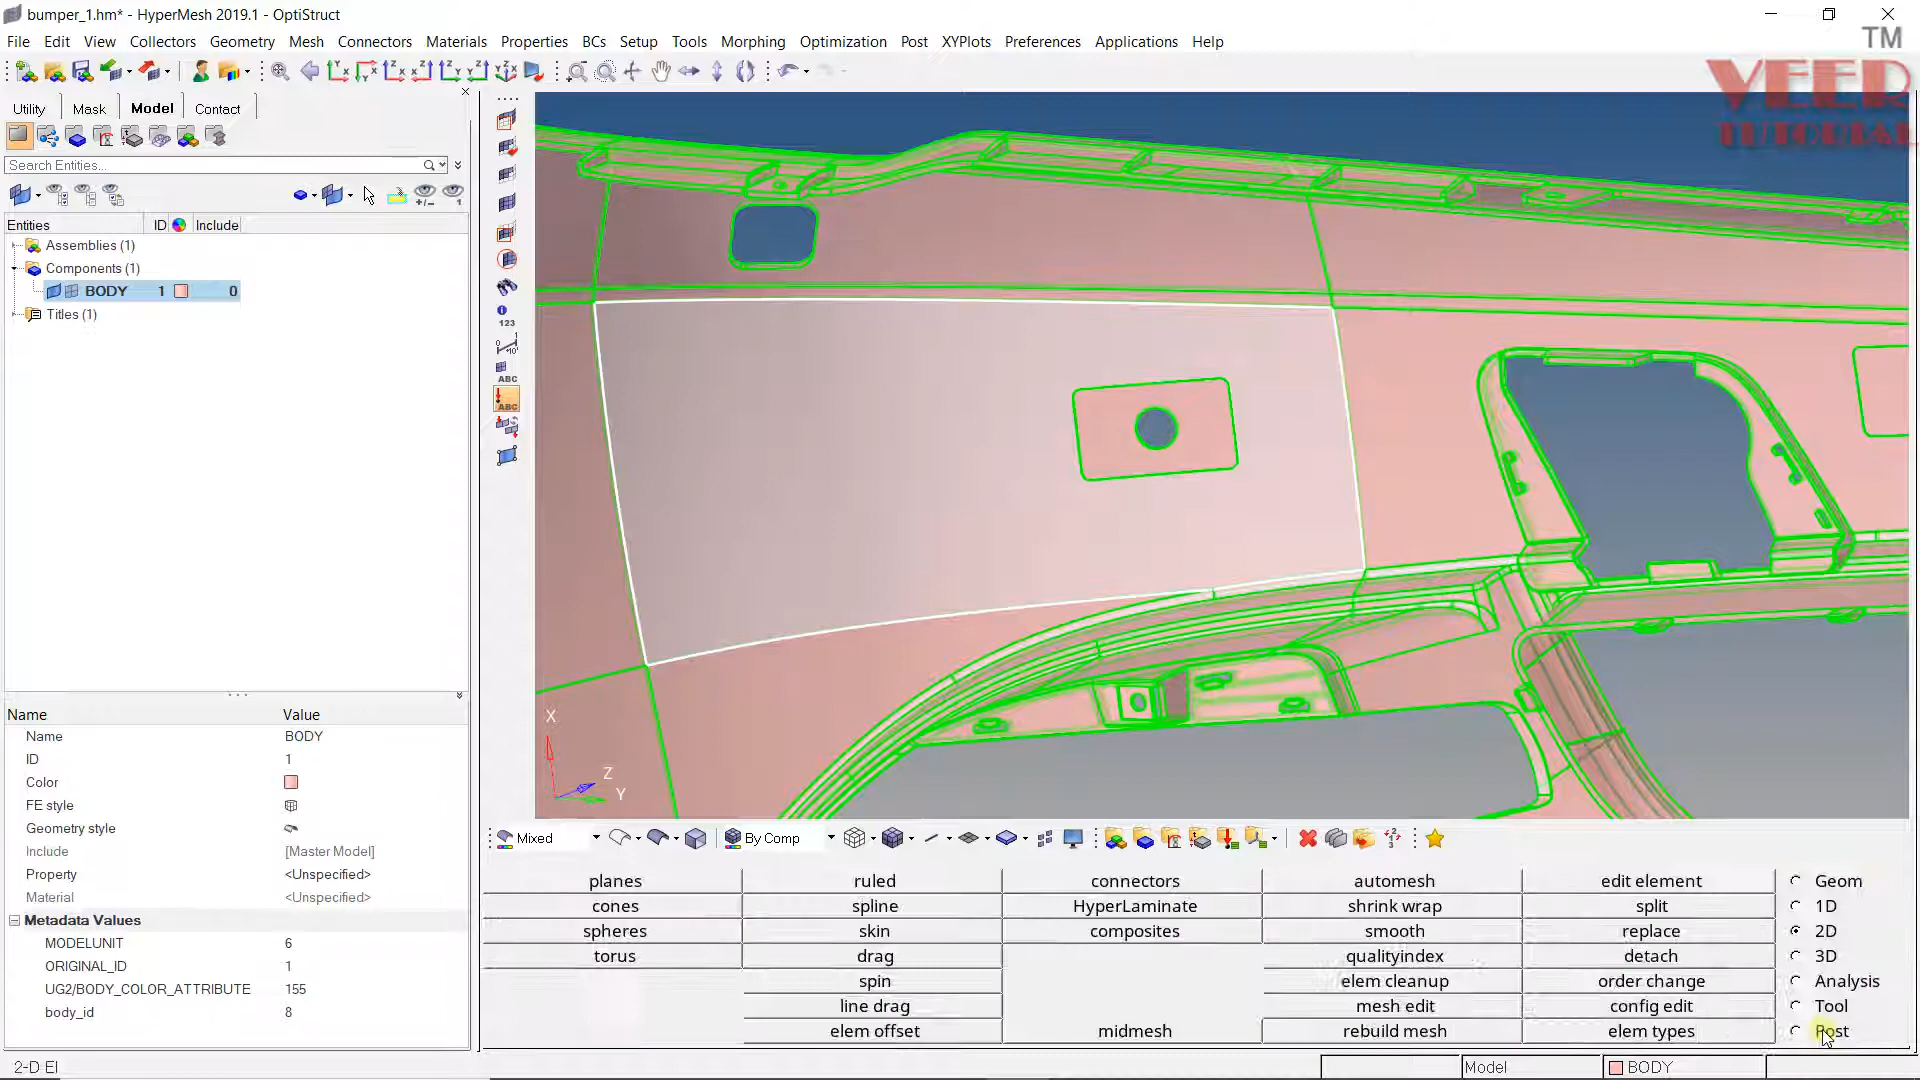 bumper_1.hm* - HyperMesh 2019.1 - OptiStruct
TM
File Edit View Collectors Geometry Mesh Connectors Materials Properties BCs Setup Tools Morphing Optimization Post XYPlots Preferences Applications Help
VEER
TUTORIAL
Utility Mask Model Contact
Search Entities...
Entities ID Include
Assemblies (1)
Components (1)
BODY 1 0
Titles (1)
123
ABC
ABC
X
Z
Y
Name Value
Name BODY
ID 1
Color
FE style
Geometry style
Include [Master Model]
Property <Unspecified>
Material <Unspecified>
Metadata Values
MODELUNIT 6
ORIGINAL_ID 1
UG2/BODY_COLOR_ATTRIBUTE 155
body_id 8
Mixed By Comp
planes ruled connectors automesh edit element Geom
cones spline HyperLaminate shrink wrap split 1D
spheres skin composites smooth replace 2D
torus drag qualityindex detach 3D
spin elem cleanup order change Analysis
line drag mesh edit config edit Tool
elem offset midmesh rebuild mesh elem types Post
2-D El Model BODY